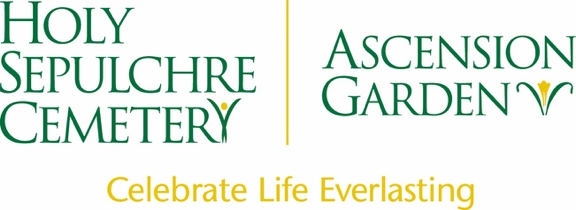 HOLY
SEPULCHRE
CEMETERY
ASCENSION
GARDEN
Celebrate Life Everlasting